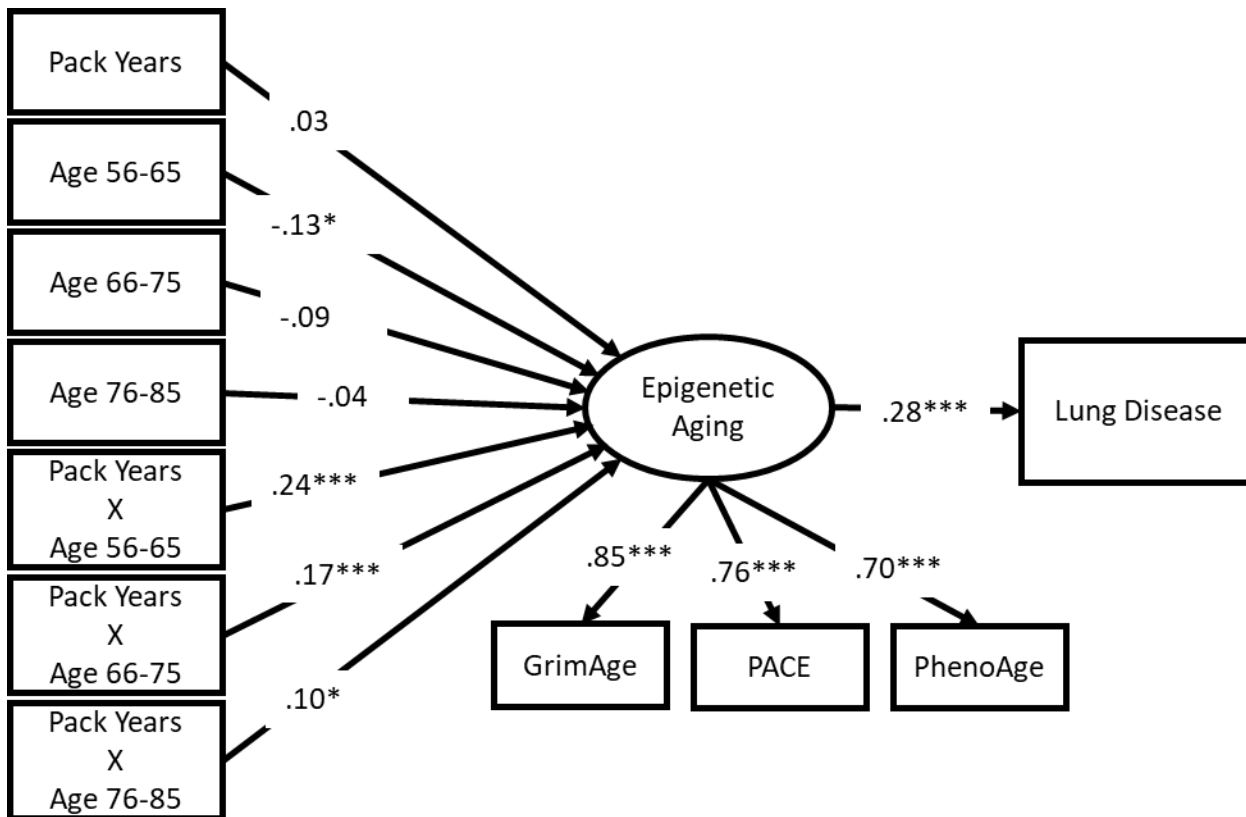 Pack Years
.03
Age 56-65
-.13*
Age 66-75
-.09
Age 76-85
-.04
Pack Years
X
Age 56-65
.24***
Pack Years
X
Age 66-75
.17***
Pack Years
X
Age 76-85
.10*
Epigenetic
Aging
.28***
Lung Disease
.85***
.76***
.70***
GrimAge
PACE
PhenoAge